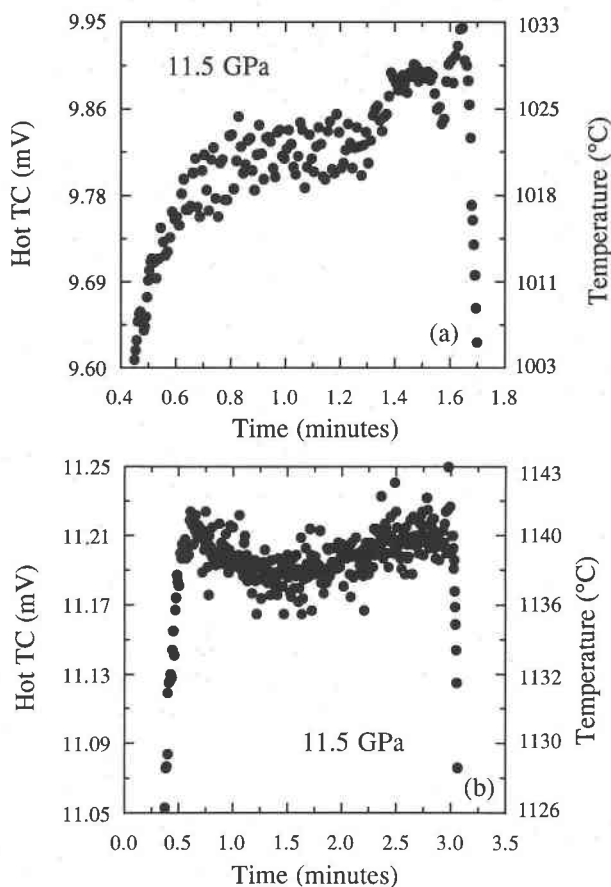 9.95
9.86
9.78
9.69
9.60
Hot TC (mV)
11.5 GPa
(a)
1033
1025
1018
1011
1003
Temperature (°C)
0.4 0.6 0.8 1.0 1.2 1.4 1.6 1.8
Time (minutes)
11.25
11.21
11.17
11.13
11.09
11.05
Hot TC (mV)
11.5 GPa
(b)
1143
1140
1136
1132
1130
1126
Temperature (°C)
0.0 0.5 1.0 1.5 2.0 2.5 3.0 3.5
Time (minutes)